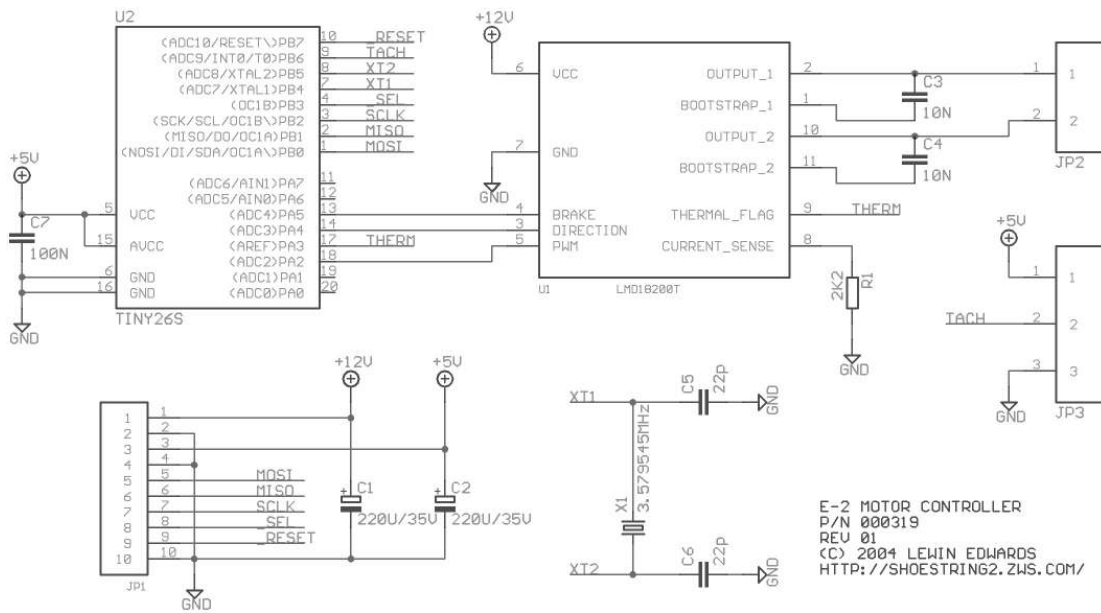 U2
(ADC10/RESET\)PB7 10 _RESET
(ADC9/INT0/T0)PB6 9 TACH
(ADC8/XTAL2)PB5 8 XT2
(ADC7/XTAL1)PB4 7 XT1
(OC1B)PB3 4 _SEL
(SCK/SCL/OC1B\)PB2 3 SCLK
(MISO/DO/OC1A)PB1 2 MISO
(NOSI/DI/SDA/OC1A\)PB0 1 MOSI
(ADC6/AIN1)PA7 11
(ADC5/AIN0)PA6 12
5 VCC (ADC4)PA5 13
(ADC3)PA4 14
15 AVCC (AREF)PA3 17 THERM
(ADC2)PA2 18
6 GND (ADC1)PA1 19
16 GND (ADC0)PA0 20
TINY26S
+5V
C7
100N
GND
+12V
6 VCC OUTPUT_1 2
BOOTSTRAP_1 1
OUTPUT_2 10
7 GND
BOOTSTRAP_2 11
4 BRAKE THERMAL_FLAG 9 THERM
3 DIRECTION
5 PWM CURRENT_SENSE 8
U1 LMD18200T
GND
C3
10N
C4
10N
2K2
R1
GND
1 1
2 2
JP2
+5V
1 1
TACH 2 2
3 3
GND
JP3
+12V
+5V
1 1
2 2
3 3
4 4
5 5 MOSI
6 6 MISO
7 7 SCLK
8 8 _SEL
9 9 _RESET
10 10
JP1
GND
+ C1
220U/35V
+ C2
220U/35V
XT1
C5
22p
GND
X1
3.579545MHz
XT2
C6
22p
GND
E-2 MOTOR CONTROLLER
P/N 000319
REV 01
(C) 2004 LEWIN EDWARDS
HTTP://SHOESTRING2.ZWS.COM/